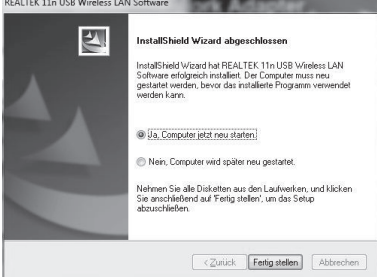 REALTEK 11n USB Wireless LAN Software
InstallShield Wizard abgeschlossen
InstallShield Wizard hat REALTEK 11n USB Wireless LAN
Software erfolgreich installiert. Der Computer muss neu
gestartet werden, bevor das installierte Programm verwendet
werden kann.
Ja, Computer jetzt neu starten.
Nein, Computer wird später neu gestartet.
Nehmen Sie alle Disketten aus den Laufwerken, und klicken
Sie anschließend auf 'Fertig stellen', um das Setup
abzuschließen.
< Zurück
Fertig stellen
Abbrechen